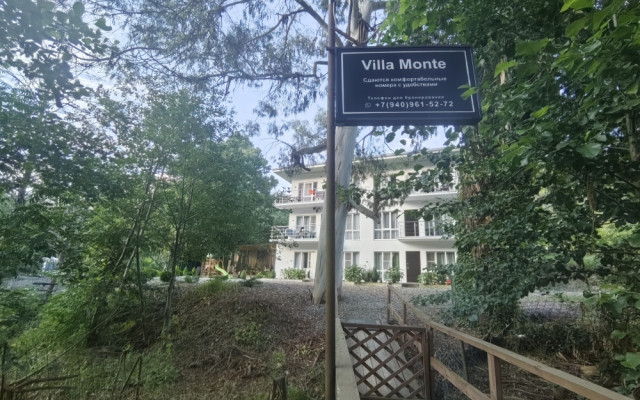 Villa Monte
Сдаются комфортабельные
номера с удобствами
Телефон для бронирования
+7(940)961-52-72